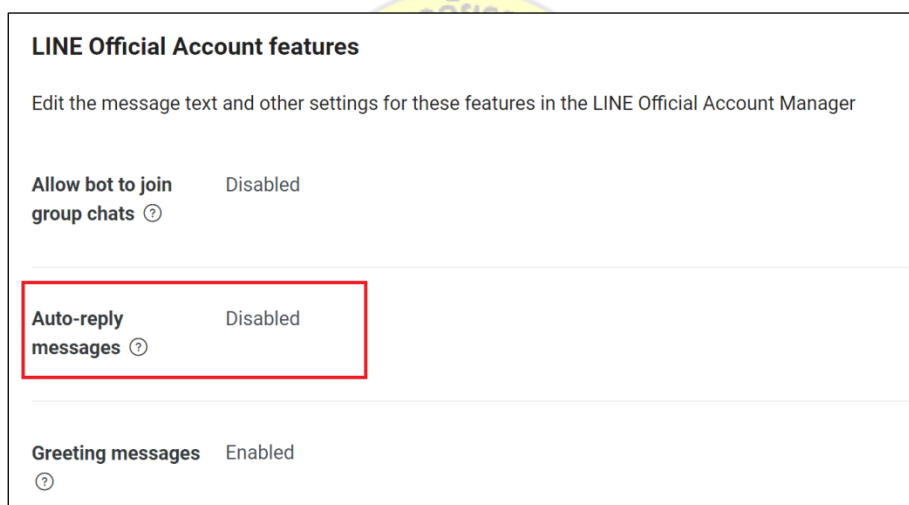 LINE Official Account features
Edit the message text and other settings for these features in the LINE Official Account Manager
Allow bot to join Disabled
group chats ?
Auto-reply Disabled
messages ?
Greeting messages Enabled
?